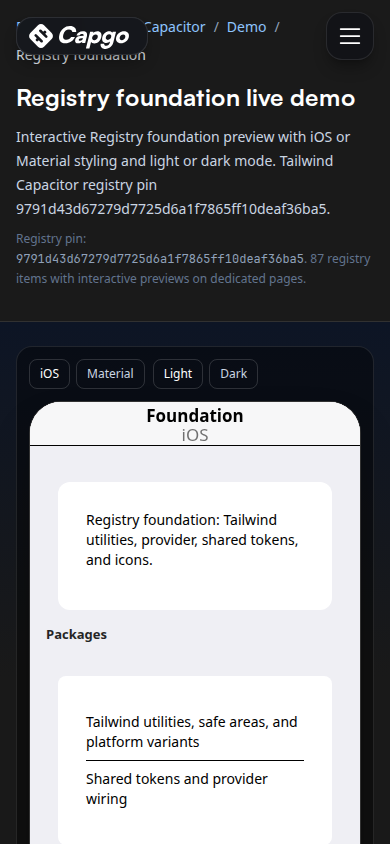 Capacitor / Demo /
Capgo
Registry foundation
Registry foundation live demo
Interactive Registry foundation preview with iOS or
Material styling and light or dark mode. Tailwind
Capacitor registry pin
9791d43d67279d7725d6a1f7865ff10deaf36ba5.
Registry pin:
9791d43d67279d7725d6a1f7865ff10deaf36ba5. 87 registry
items with interactive previews on dedicated pages.
iOS Material Light Dark
Foundation
iOS
Registry foundation: Tailwind
utilities, provider, shared tokens,
and icons.
Packages
Tailwind utilities, safe areas, and
platform variants
Shared tokens and provider
wiring